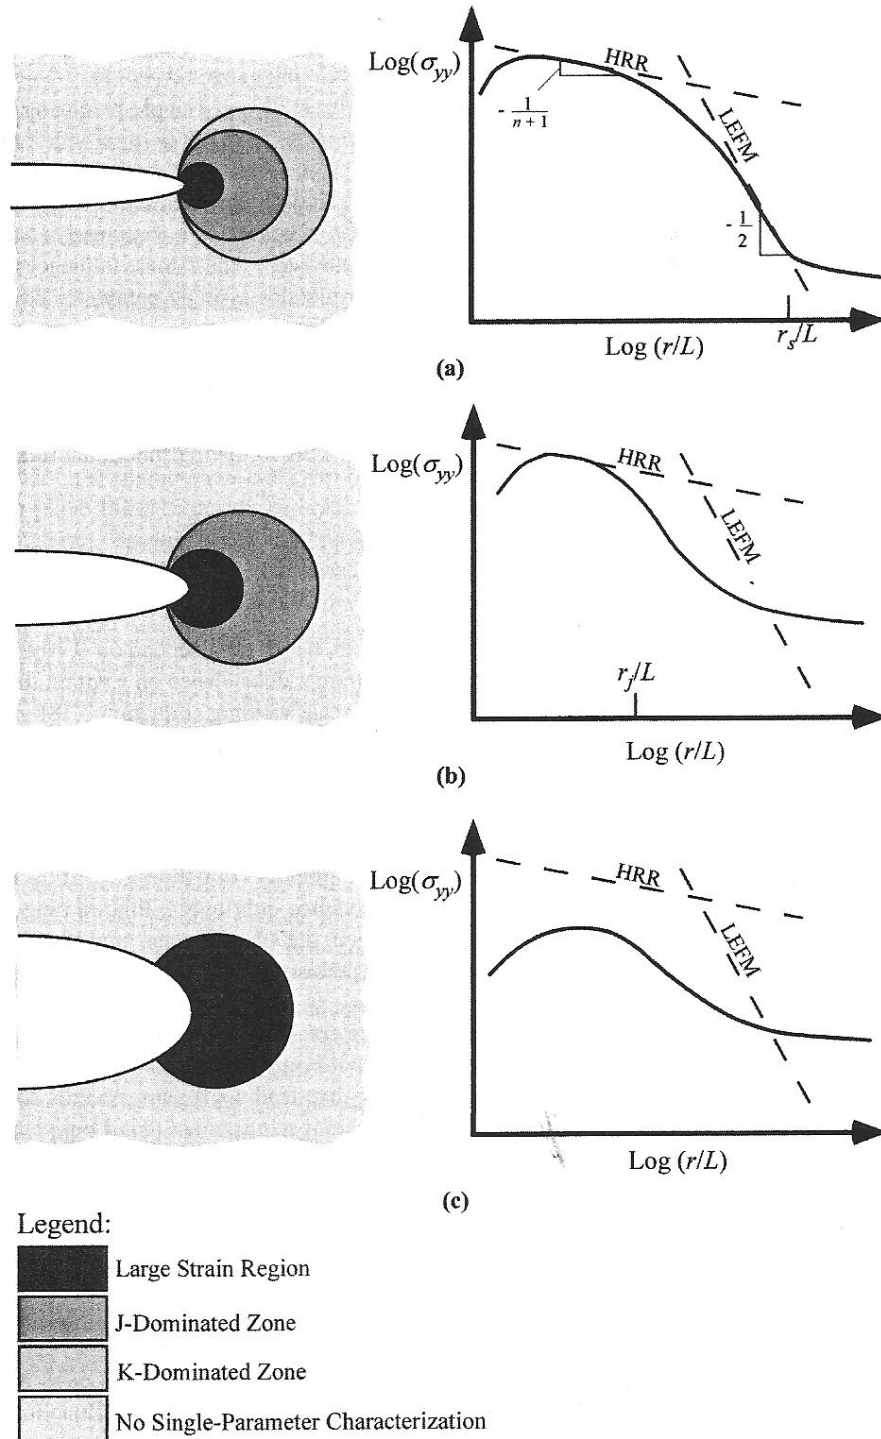 Log(σyy)
HRR
- 1/n + 1
LEFM
- 1/2
Log (r/L)
rs/L
(a)
Log(σyy)
HRR
LEFM
rj/L
Log (r/L)
(b)
Log(σyy)
HRR
LEFM
Log (r/L)
(c)
Legend:
Large Strain Region
J-Dominated Zone
K-Dominated Zone
No Single-Parameter Characterization